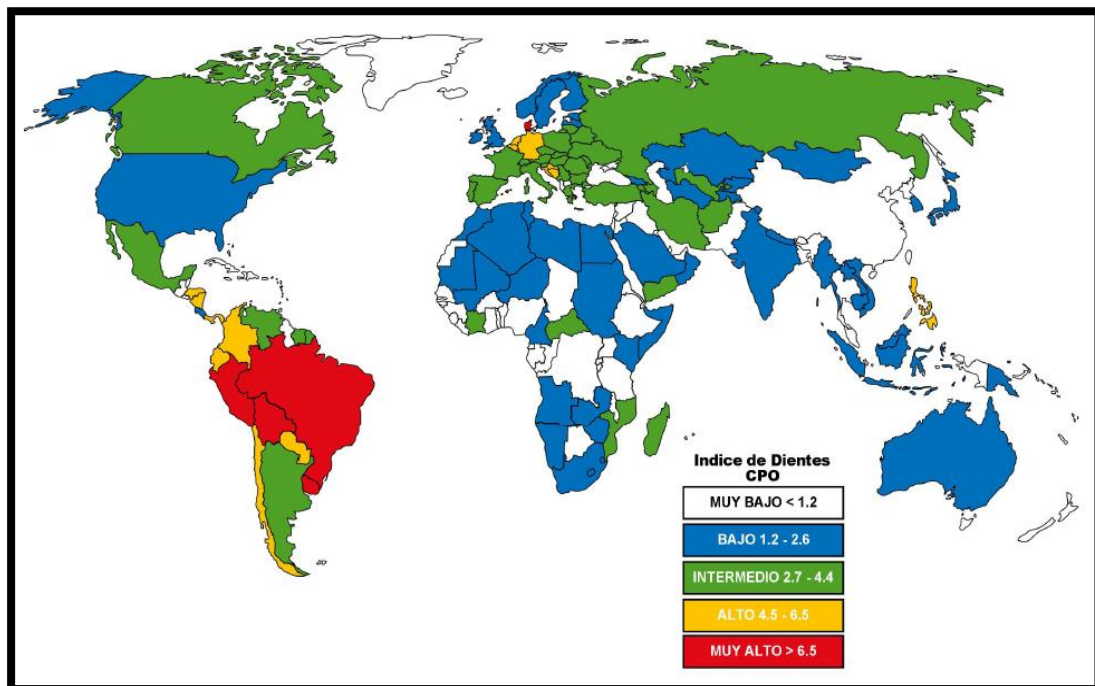 Indice de Dientes
CPO
MUY BAJO < 1.2
BAJO 1.2 - 2.6
INTERMEDIO 2.7 - 4.4
ALTO 4.5 - 6.5
MUY ALTO > 6.5